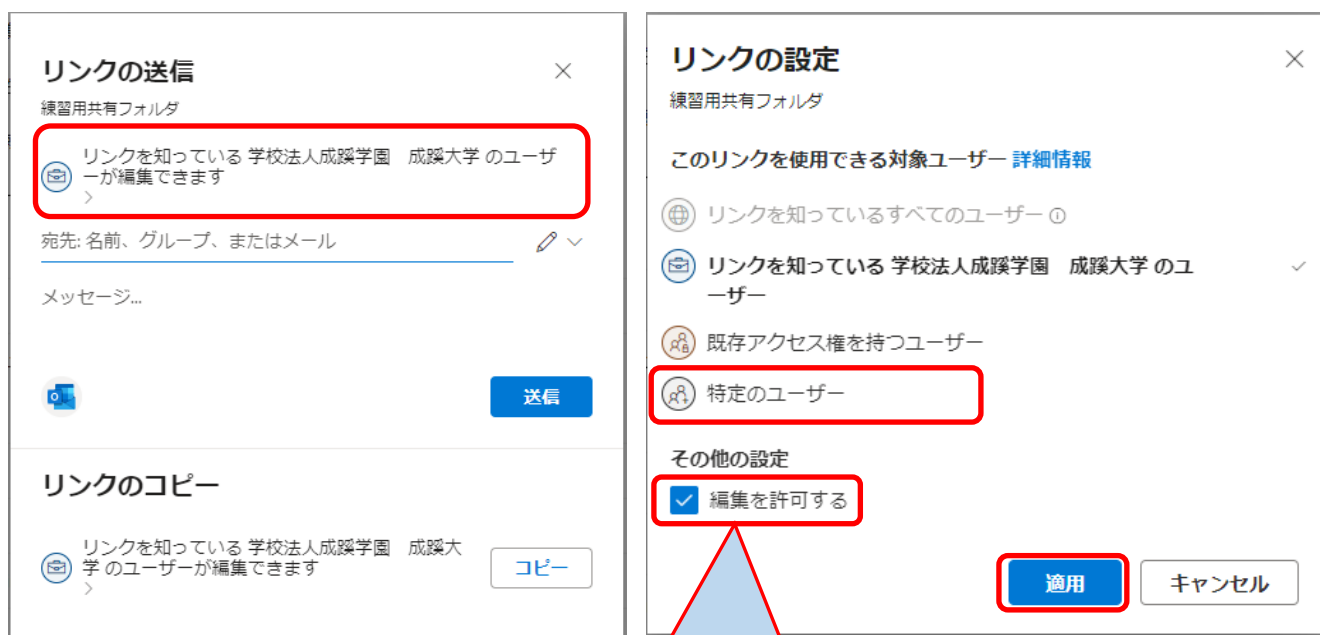 リンクの送信
練習用共有フォルダ
リンクを知っている 学校法人成蹊学園　成蹊大学 のユーザ
ーが編集できます
宛先: 名前、グループ、またはメール
メッセージ...
送信
リンクのコピー
リンクを知っている 学校法人成蹊学園　成蹊大
学 のユーザーが編集できます
コピー
リンクの設定
練習用共有フォルダ
このリンクを使用できる対象ユーザー 詳細情報
リンクを知っているすべてのユーザー
リンクを知っている 学校法人成蹊学園　成蹊大学 のユ
ーザー
既存アクセス権を持つユーザー
特定のユーザー
その他の設定
編集を許可する
適用
キャンセル